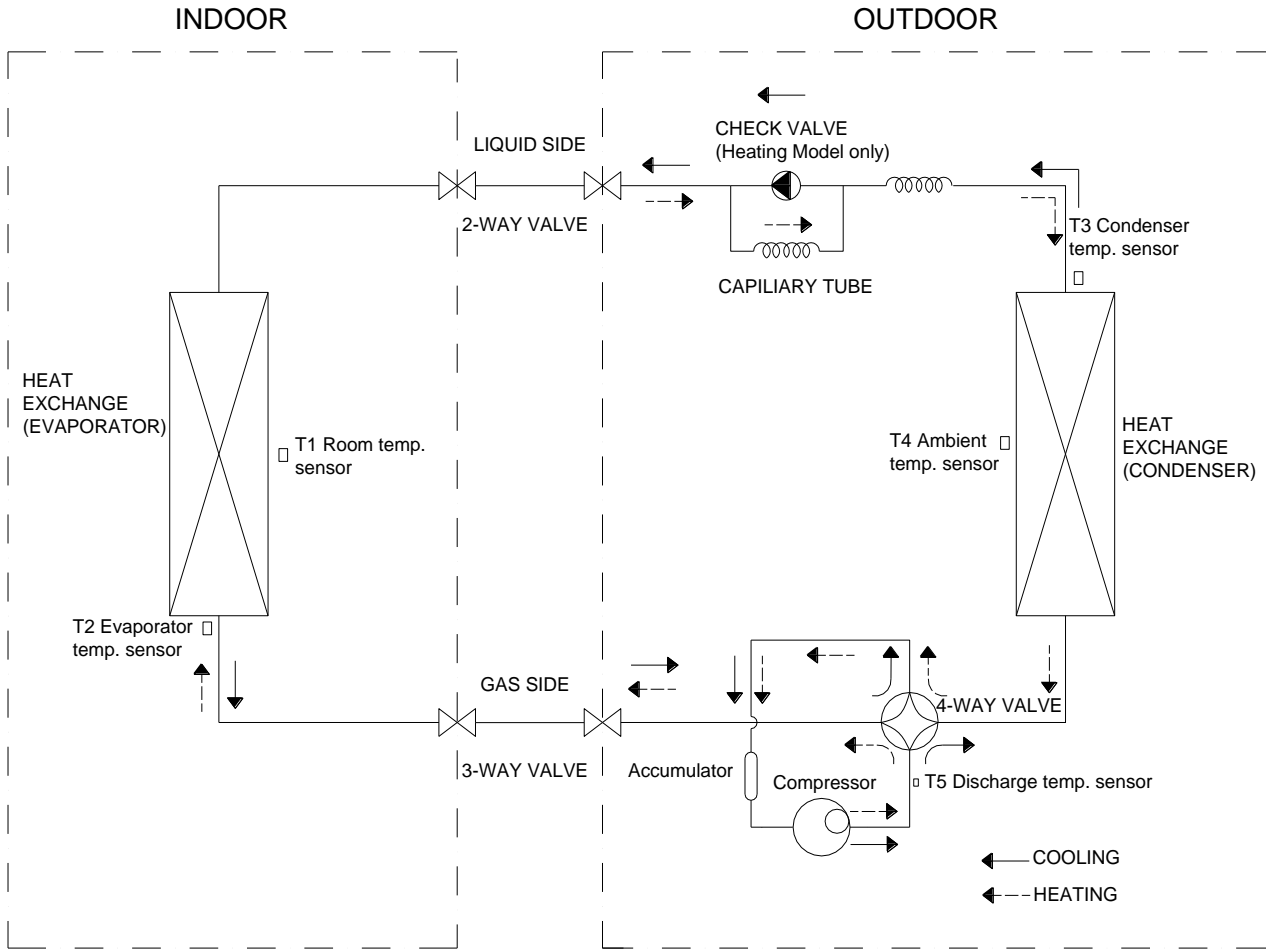 INDOOR
OUTDOOR
CHECK VALVE
(Heating Model only)
LIQUID SIDE
2-WAY VALVE
T3 Condenser
temp. sensor
CAPILIARY TUBE
HEAT
EXCHANGE
(EVAPORATOR)
T1 Room temp.
sensor
T4 Ambient
temp. sensor
HEAT
EXCHANGE
(CONDENSER)
T2 Evaporator
temp. sensor
GAS SIDE
3-WAY VALVE
4-WAY VALVE
Accumulator
Compressor
T5 Discharge temp. sensor
COOLING
HEATING